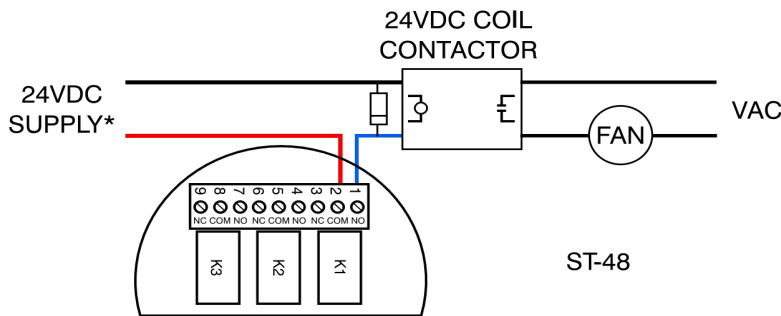 24VDC COIL
CONTACTOR
24VDC
SUPPLY*
VAC
FAN
9 8 7 6 5 4 3 2 1
NC COM NO NC COM NO NC COM NO
K3 K2 K1
ST-48